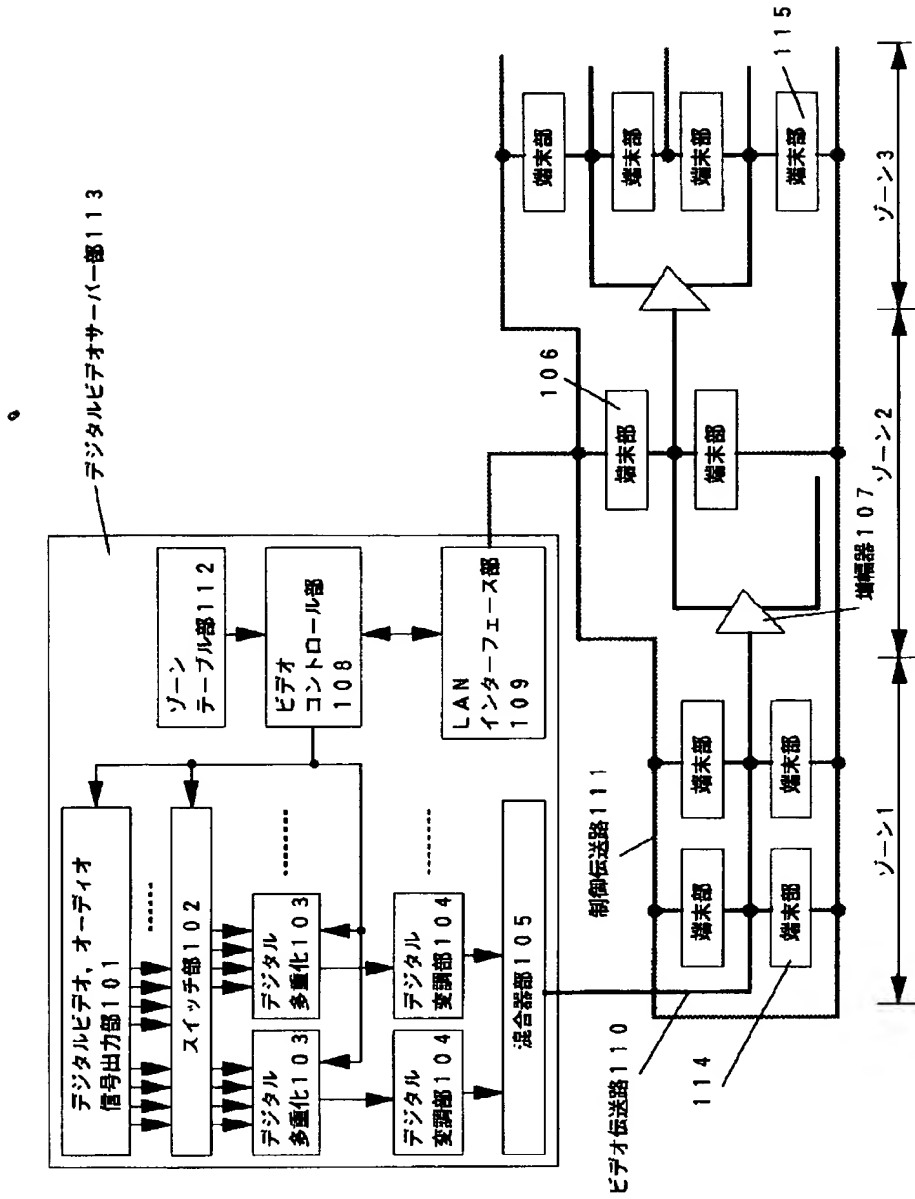 デジタルビデオサーバー部113
デジタルビデオ、オーディオ
信号出力部101
スイッチ部102
デジタル
多重化103
デジタル
多重化103
デジタル
変調部104
デジタル
変調部104
混合器部105
ゾーン
テーブル部112
ビデオ
コントロール部
108
LAN
インターフェース部
109
ビデオ伝送路110
制御伝送路111
端末部
端末部
端末部
端末部
114
増幅器107
端末部
106
端末部
端末部
端末部
端末部
端末部
115
ゾーン1
ゾーン2
ゾーン3